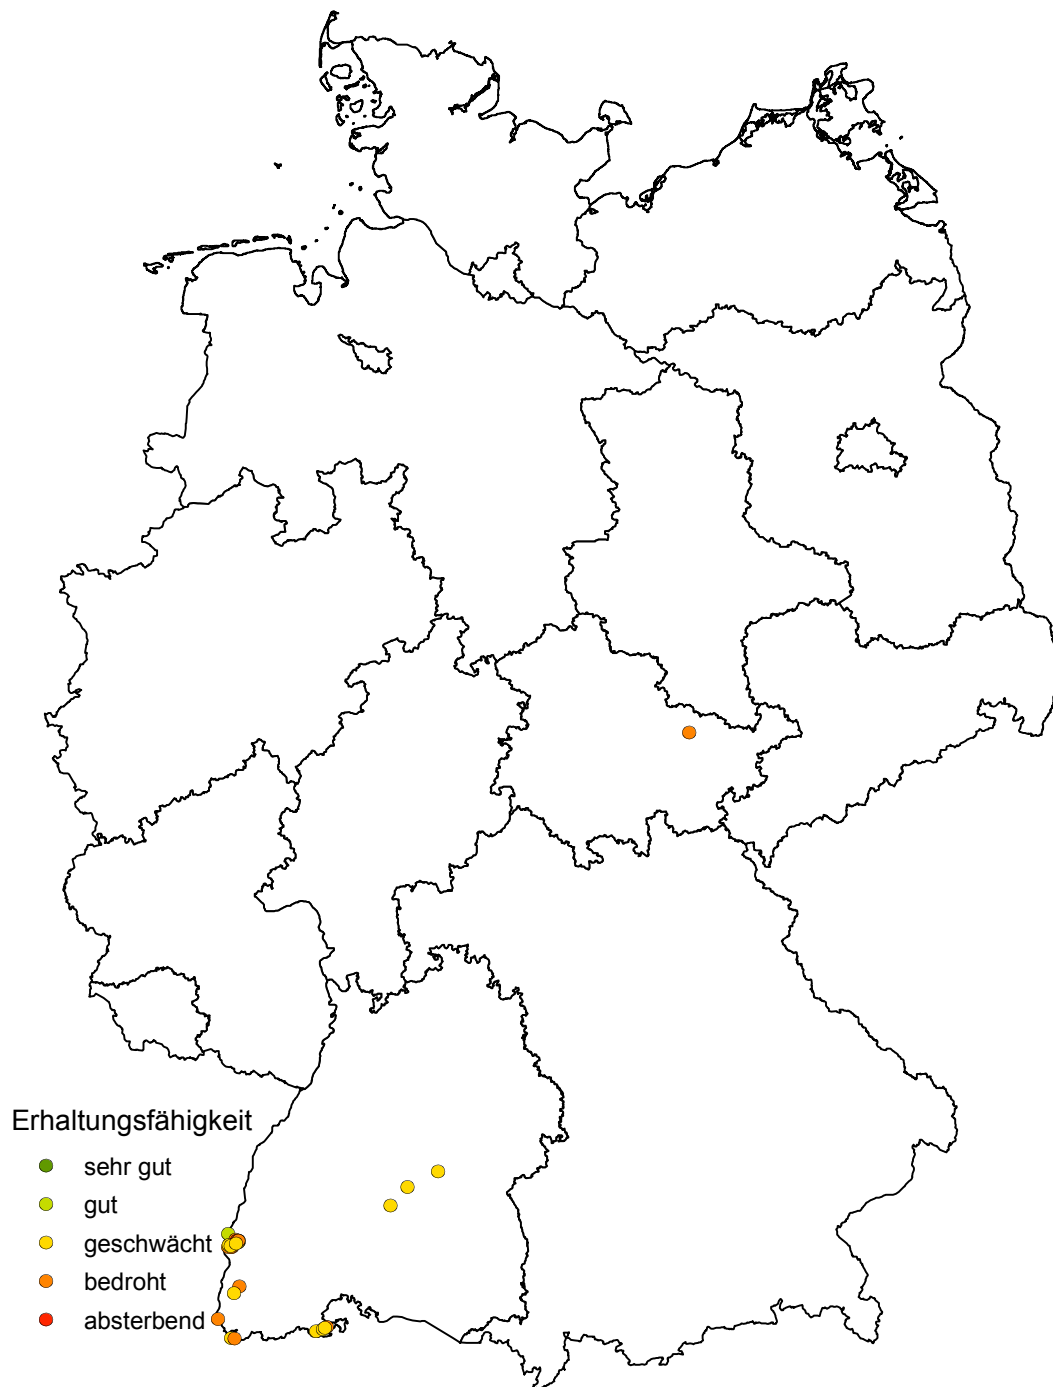 Erhaltungsfähigkeit
sehr gut
gut
geschwächt
bedroht
absterbend